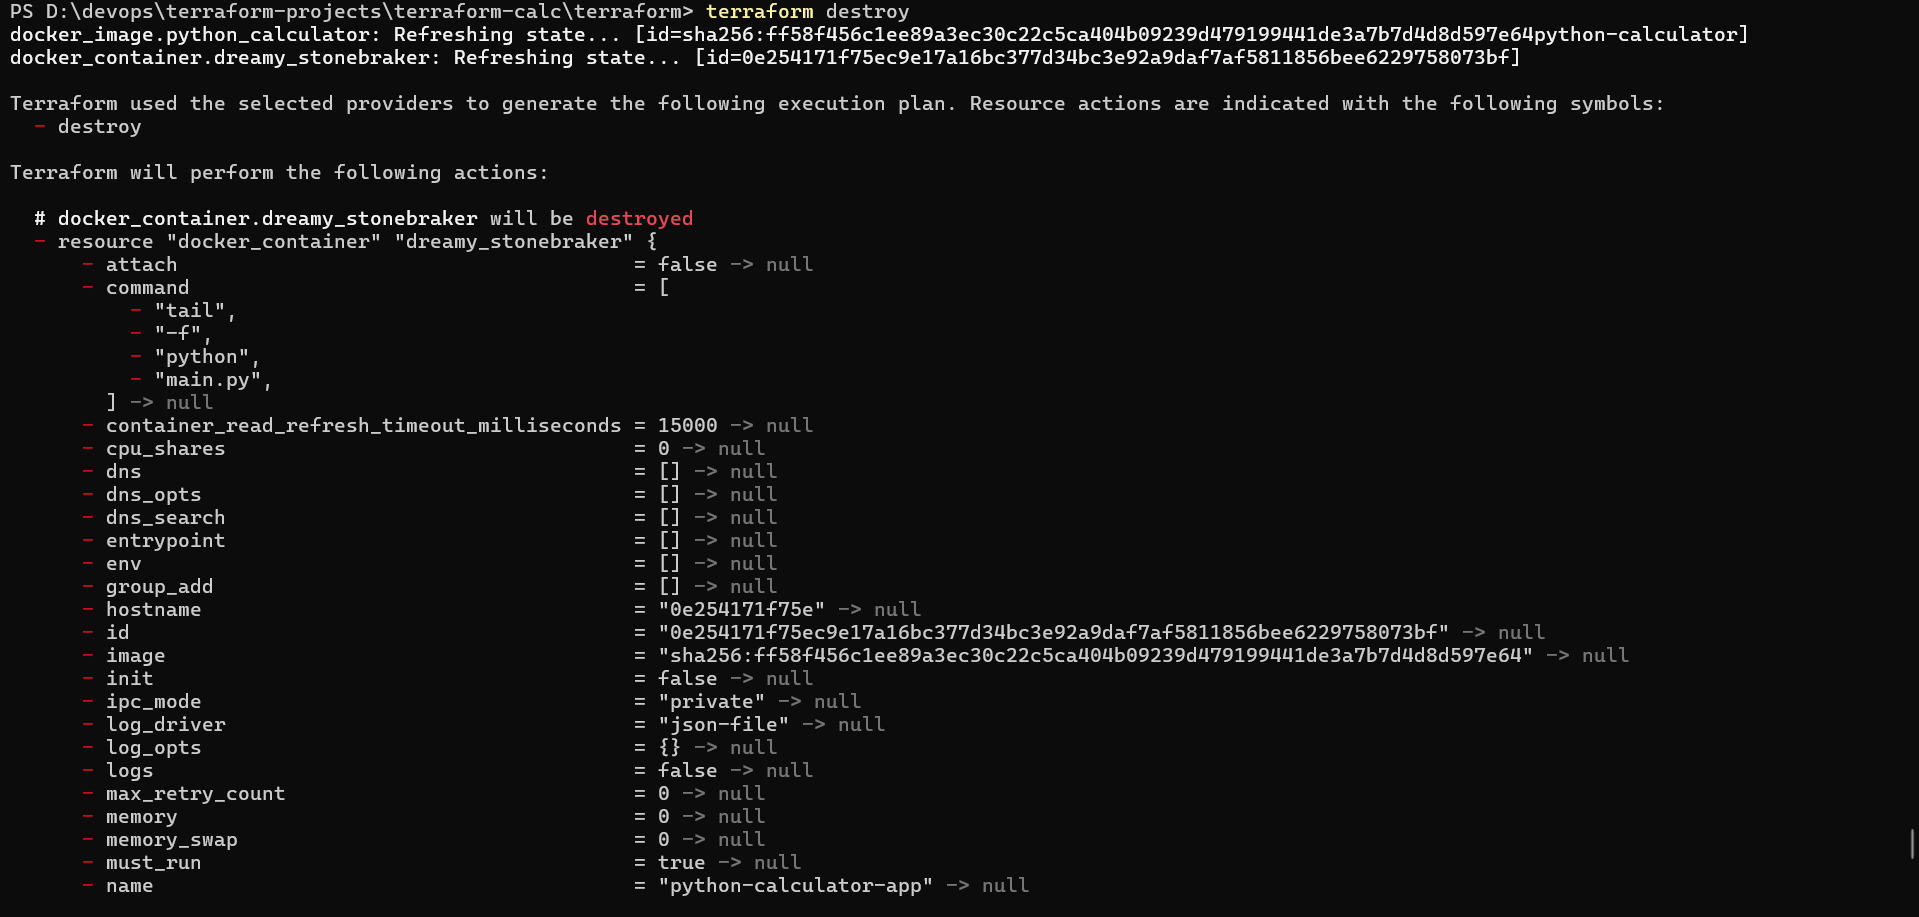 PS D:\devops\terraform-projects\terraform-calc\terraform> terraform destroy
docker_image.python_calculator: Refreshing state... [id=sha256:ff58f456c1ee89a3ec30c22c5ca404b09239d479199441de3a7b7d4d8d597e64python-calculator]
docker_container.dreamy_stonebraker: Refreshing state... [id=0e254171f75ec9e17a16bc377d34bc3e92a9daf7af5811856bee6229758073bf]

Terraform used the selected providers to generate the following execution plan. Resource actions are indicated with the following symbols:
  - destroy

Terraform will perform the following actions:

  # docker_container.dreamy_stonebraker will be destroyed
  - resource "docker_container" "dreamy_stonebraker" {
      - attach                                      = false -> null
      - command                                     = [
          - "tail",
          - "-f",
          - "python",
          - "main.py",
        ] -> null
      - container_read_refresh_timeout_milliseconds = 15000 -> null
      - cpu_shares                                  = 0 -> null
      - dns                                         = [] -> null
      - dns_opts                                    = [] -> null
      - dns_search                                  = [] -> null
      - entrypoint                                  = [] -> null
      - env                                         = [] -> null
      - group_add                                   = [] -> null
      - hostname                                    = "0e254171f75e" -> null
      - id                                          = "0e254171f75ec9e17a16bc377d34bc3e92a9daf7af5811856bee6229758073bf" -> null
      - image                                       = "sha256:ff58f456c1ee89a3ec30c22c5ca404b09239d479199441de3a7b7d4d8d597e64" -> null
      - init                                        = false -> null
      - ipc_mode                                    = "private" -> null
      - log_driver                                  = "json-file" -> null
      - log_opts                                    = {} -> null
      - logs                                        = false -> null
      - max_retry_count                             = 0 -> null
      - memory                                      = 0 -> null
      - memory_swap                                 = 0 -> null
      - must_run                                    = true -> null
      - name                                        = "python-calculator-app" -> null